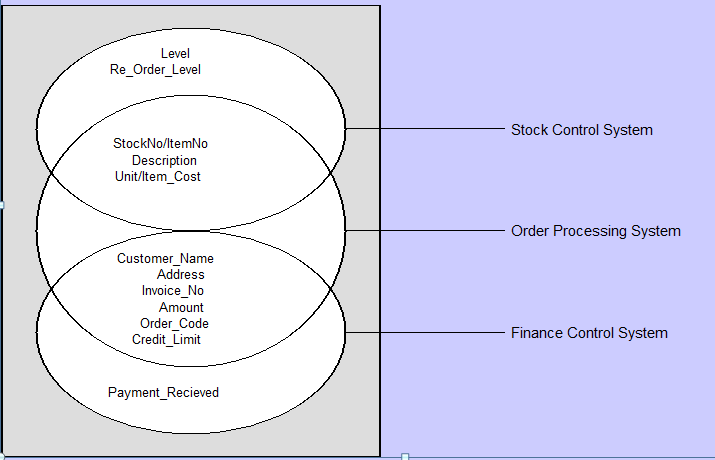 Level
Re_Order_Level
StockNo/ItemNo
Description
Unit/Item_Cost
Stock Control System
Order Processing System
Customer_Name
Address
Invoice_No
Amount
Order_Code
Credit_Limit
Finance Control System
Payment_Recieved